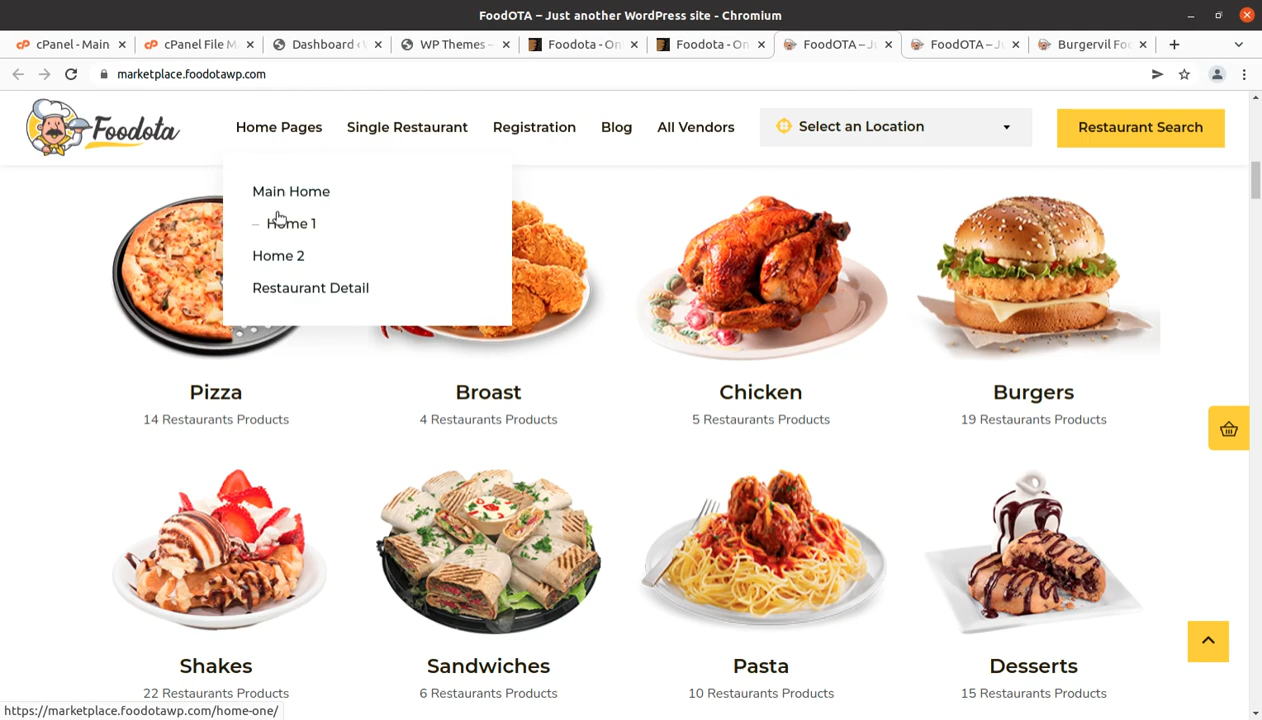 FoodOTA – Just another WordPress site - Chromium
cPanel - Main
cPanel File M
Dashboard ‹ W
WP Themes –
Foodota - On
Foodota - On
FoodOTA – Ju
FoodOTA – Ju
Burgervil Foo
marketplace.foodotawp.com
Foodota
Home Pages
Single Restaurant
Registration
Blog
All Vendors
Select an Location
Restaurant Search
Main Home
– Home 1
Home 2
Restaurant Detail
Pizza
14 Restaurants Products
Broast
4 Restaurants Products
Chicken
5 Restaurants Products
Burgers
19 Restaurants Products
Shakes
22 Restaurants Products
Sandwiches
6 Restaurants Products
Pasta
10 Restaurants Products
Desserts
15 Restaurants Products
https://marketplace.foodotawp.com/home-one/